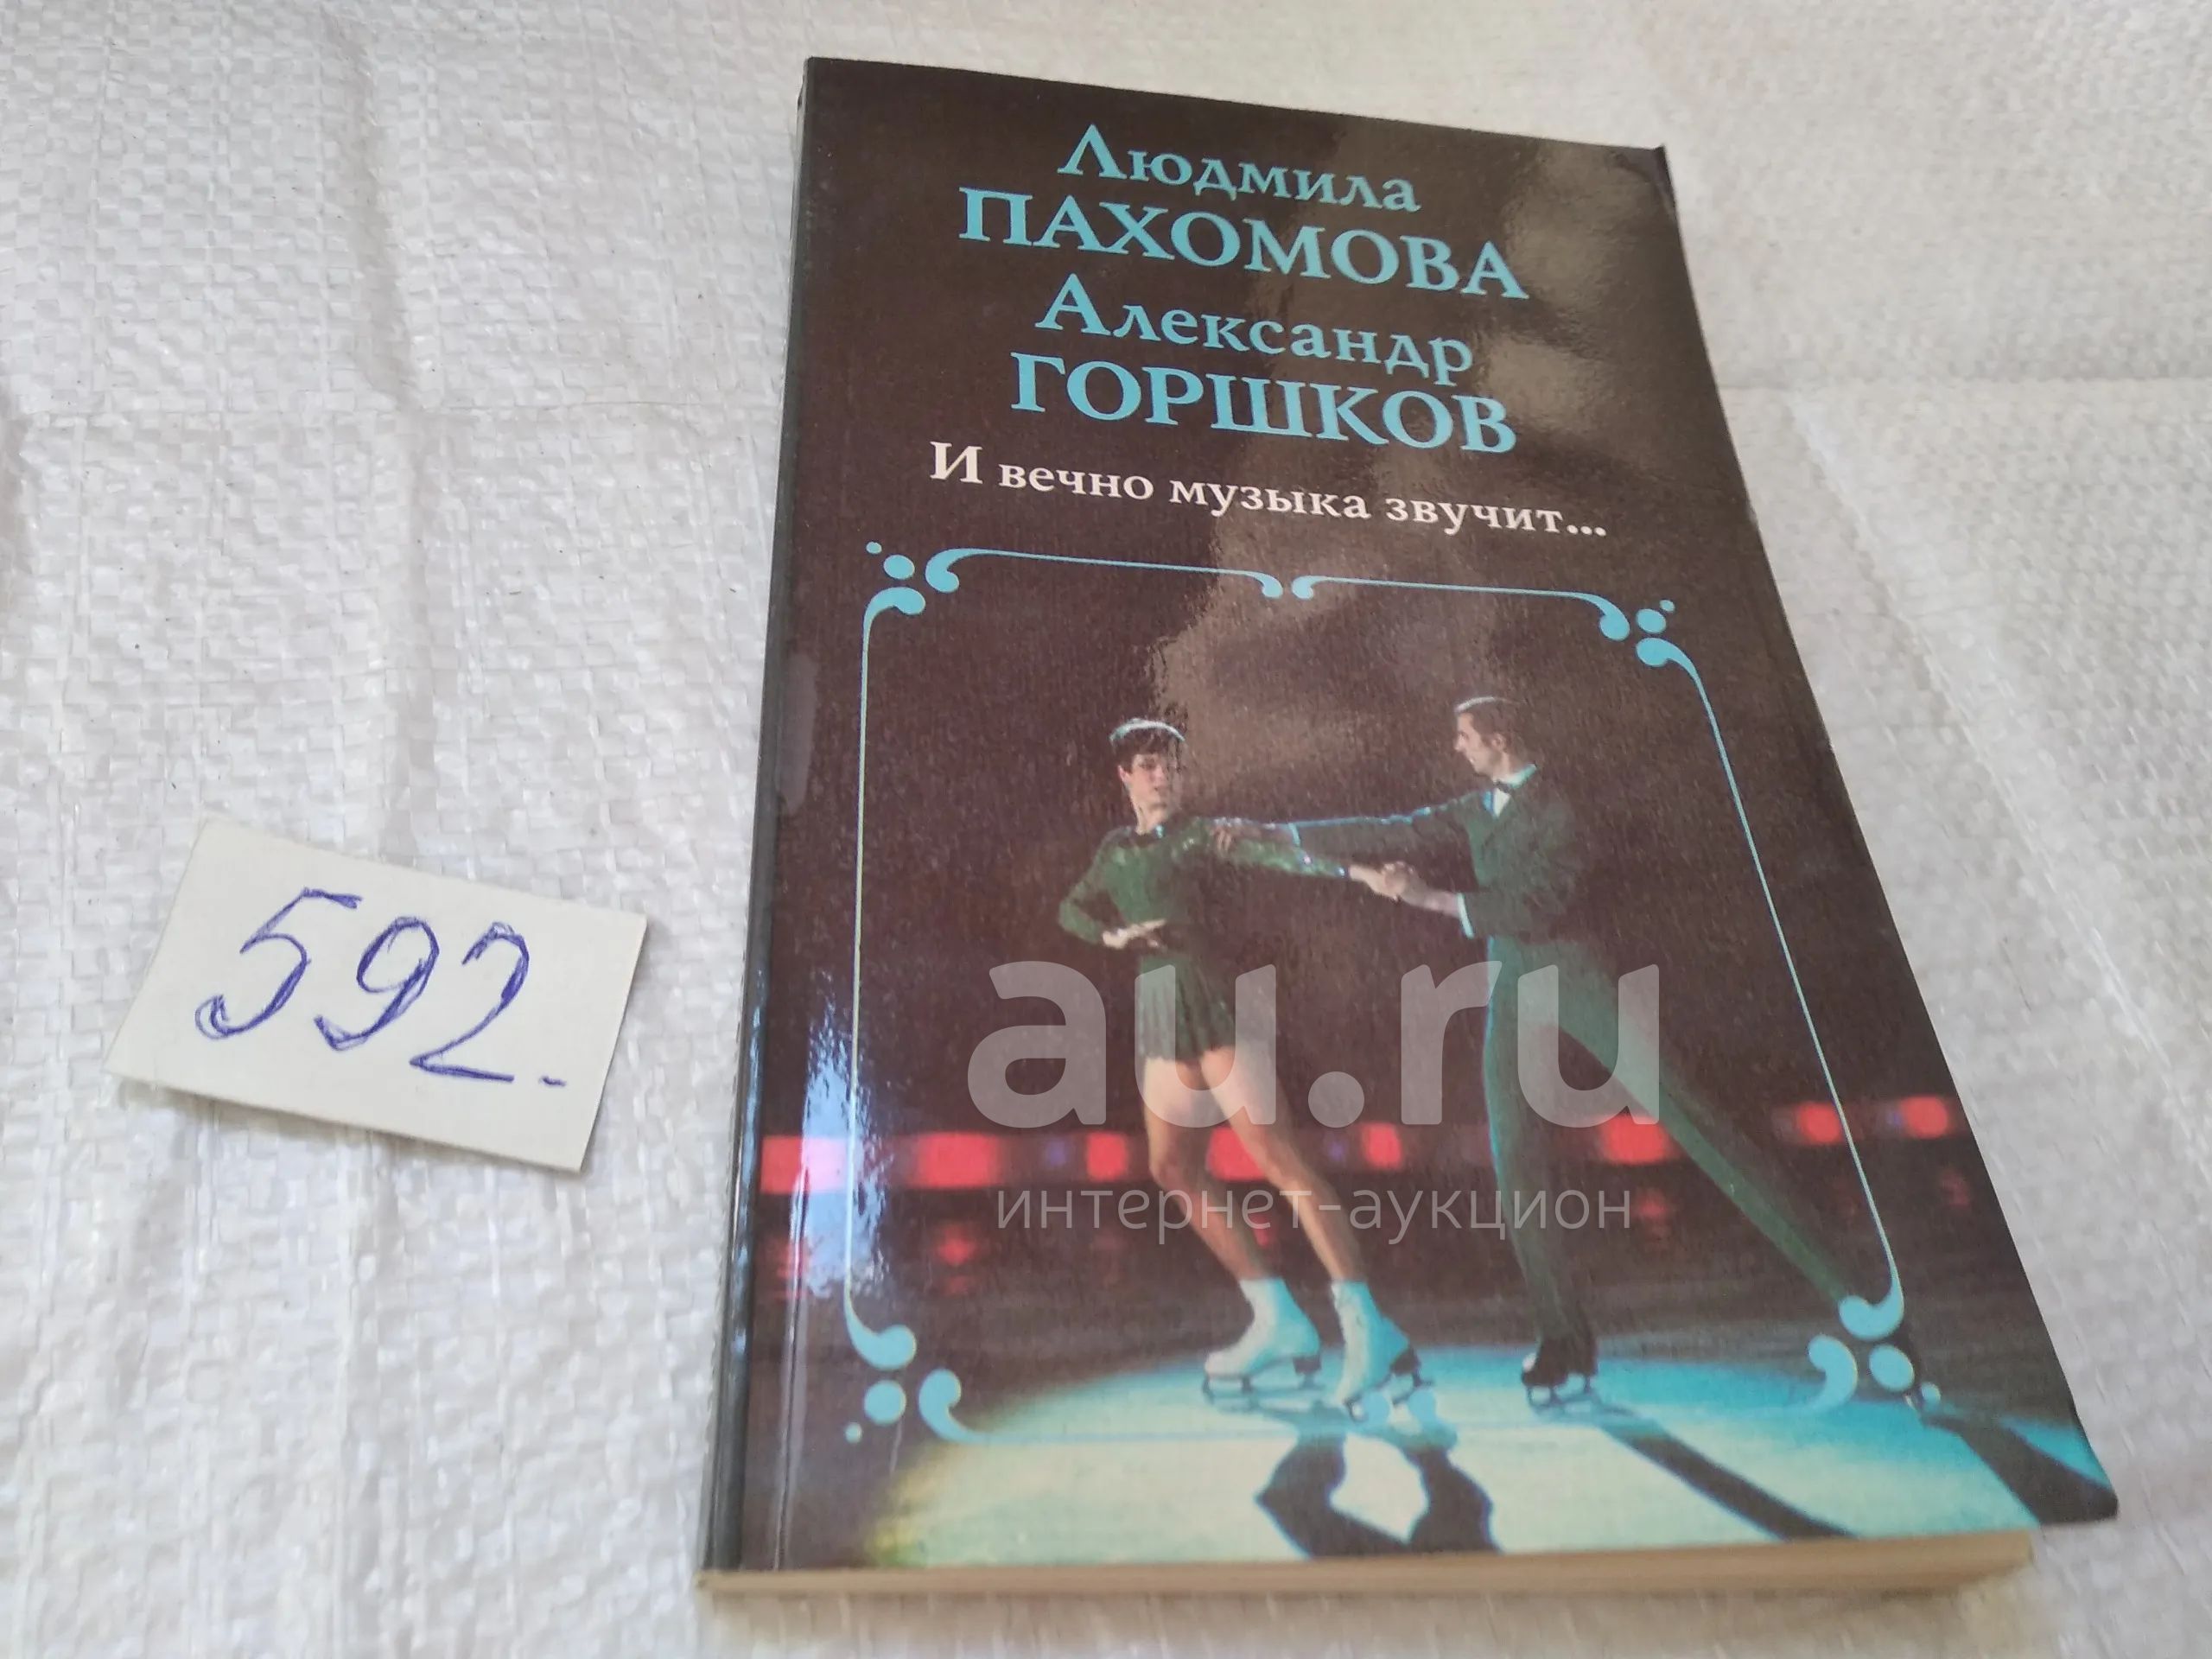 Людмила
ПАХОМОВА
Александр
ГОРШКОВ
И вечно музыка звучит...
592.
au.ru
интернет-аукцион